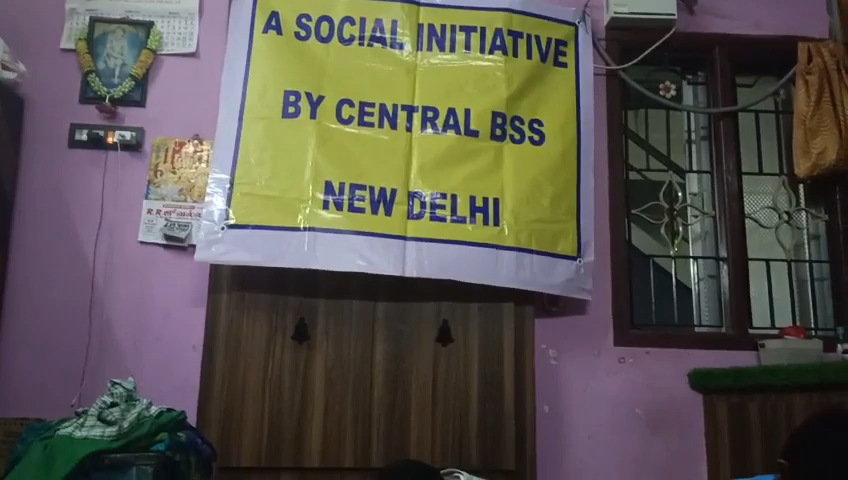 A SOCIAL INITIATIVE
BY CENTRAL BSS
NEW DELHI